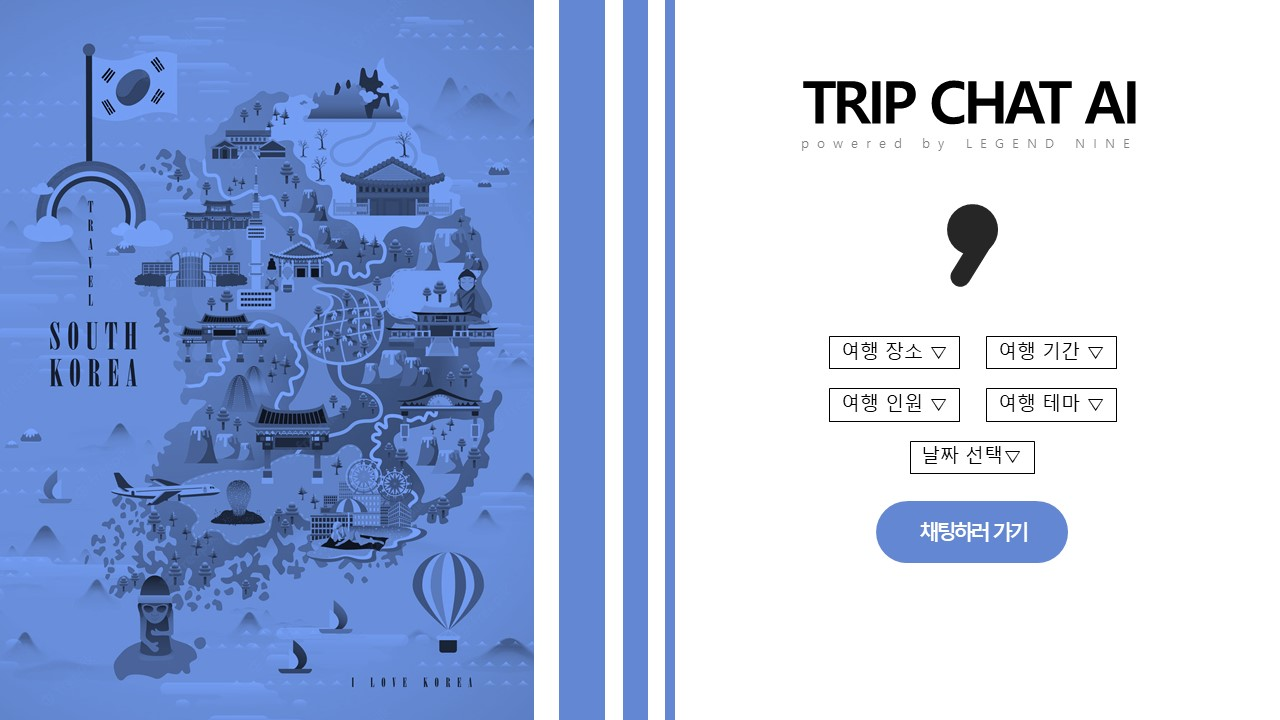 TRAVEL
SOUTH
KOREA
I LOVE KOREA
TRIP CHAT AI
powered by LEGEND NINE
여행 장소 ▽
여행 기간 ▽
여행 인원 ▽
여행 테마 ▽
날짜 선택▽
채팅하러 가기